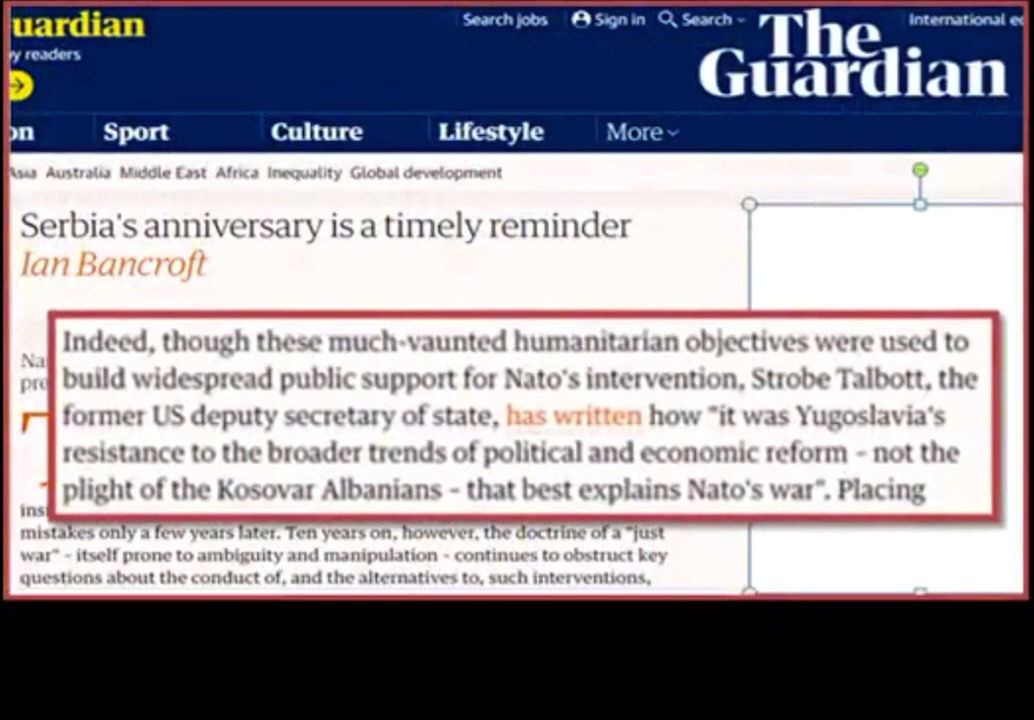 uardian
y readers
Search jobs Sign in Search
The Guardian
International e
on Sport Culture Lifestyle More
Asia Australia Middle East Africa Inequality Global development
Serbia's anniversary is a timely reminder
Ian Bancroft
Na
pre
Indeed, though these much-vaunted humanitarian objectives were used to
build widespread public support for Nato's intervention, Strobe Talbott, the
former US deputy secretary of state, has written how "it was Yugoslavia's
resistance to the broader trends of political and economic reform – not the
plight of the Kosovar Albanians – that best explains Nato's war". Placing
ins
mistakes only a few years later. Ten years on, however, the doctrine of a "just
war" – itself prone to ambiguity and manipulation – continues to obstruct key
questions about the conduct of, and the alternatives to, such interventions,